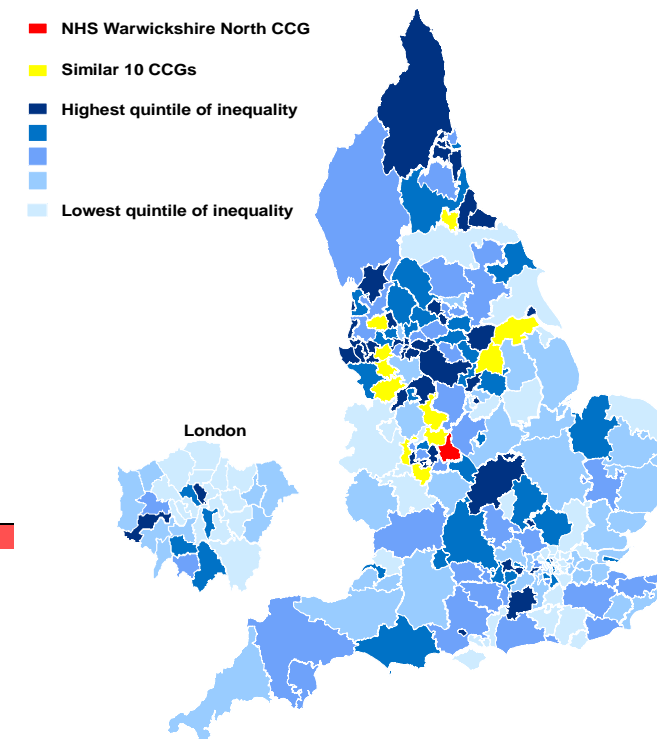 NHS Warwickshire North CCG
Similar 10 CCGs
Highest quintile of inequality
Lowest quintile of inequality
London